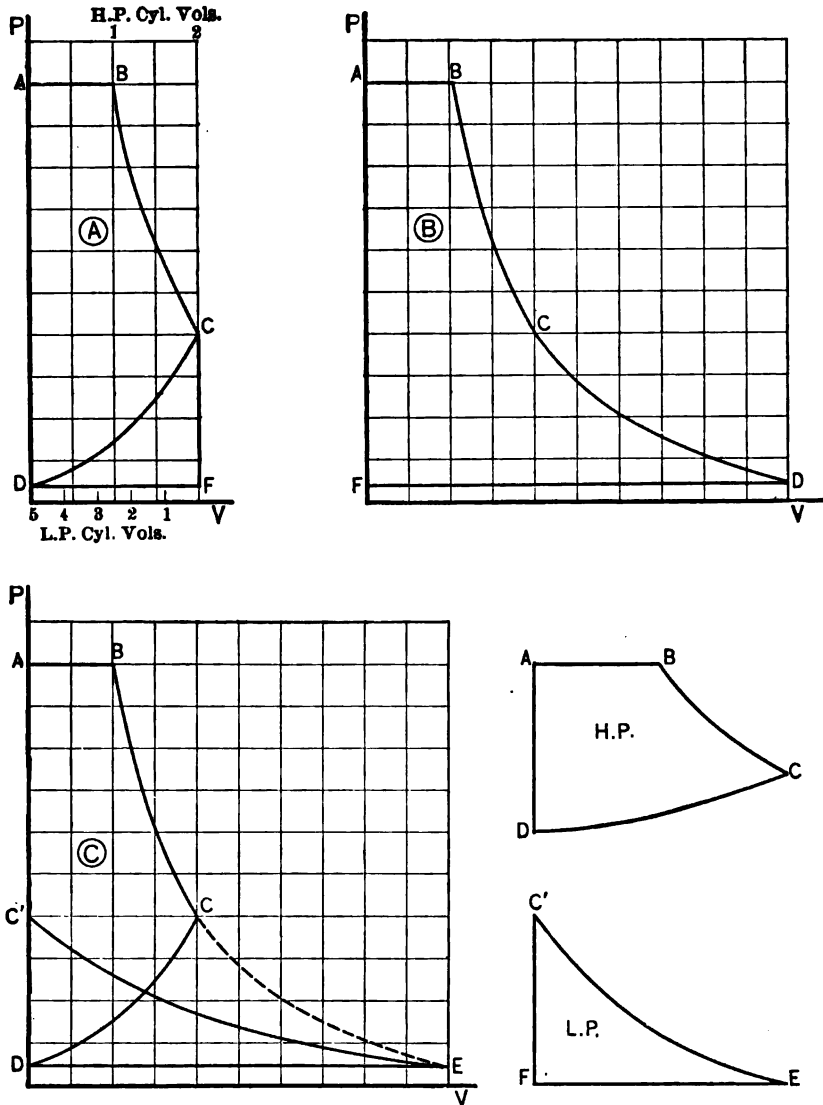 H.P. Cyl. Vols.
P 1 2
A B
Ⓐ
C
D F
5 4 3 2 1 V
L.P. Cyl. Vols.
P
A B
Ⓑ
C
F D
V
P
A B
Ⓒ
C' C
D E
V
A B
H.P.
C
D
C'
L.P.
F E